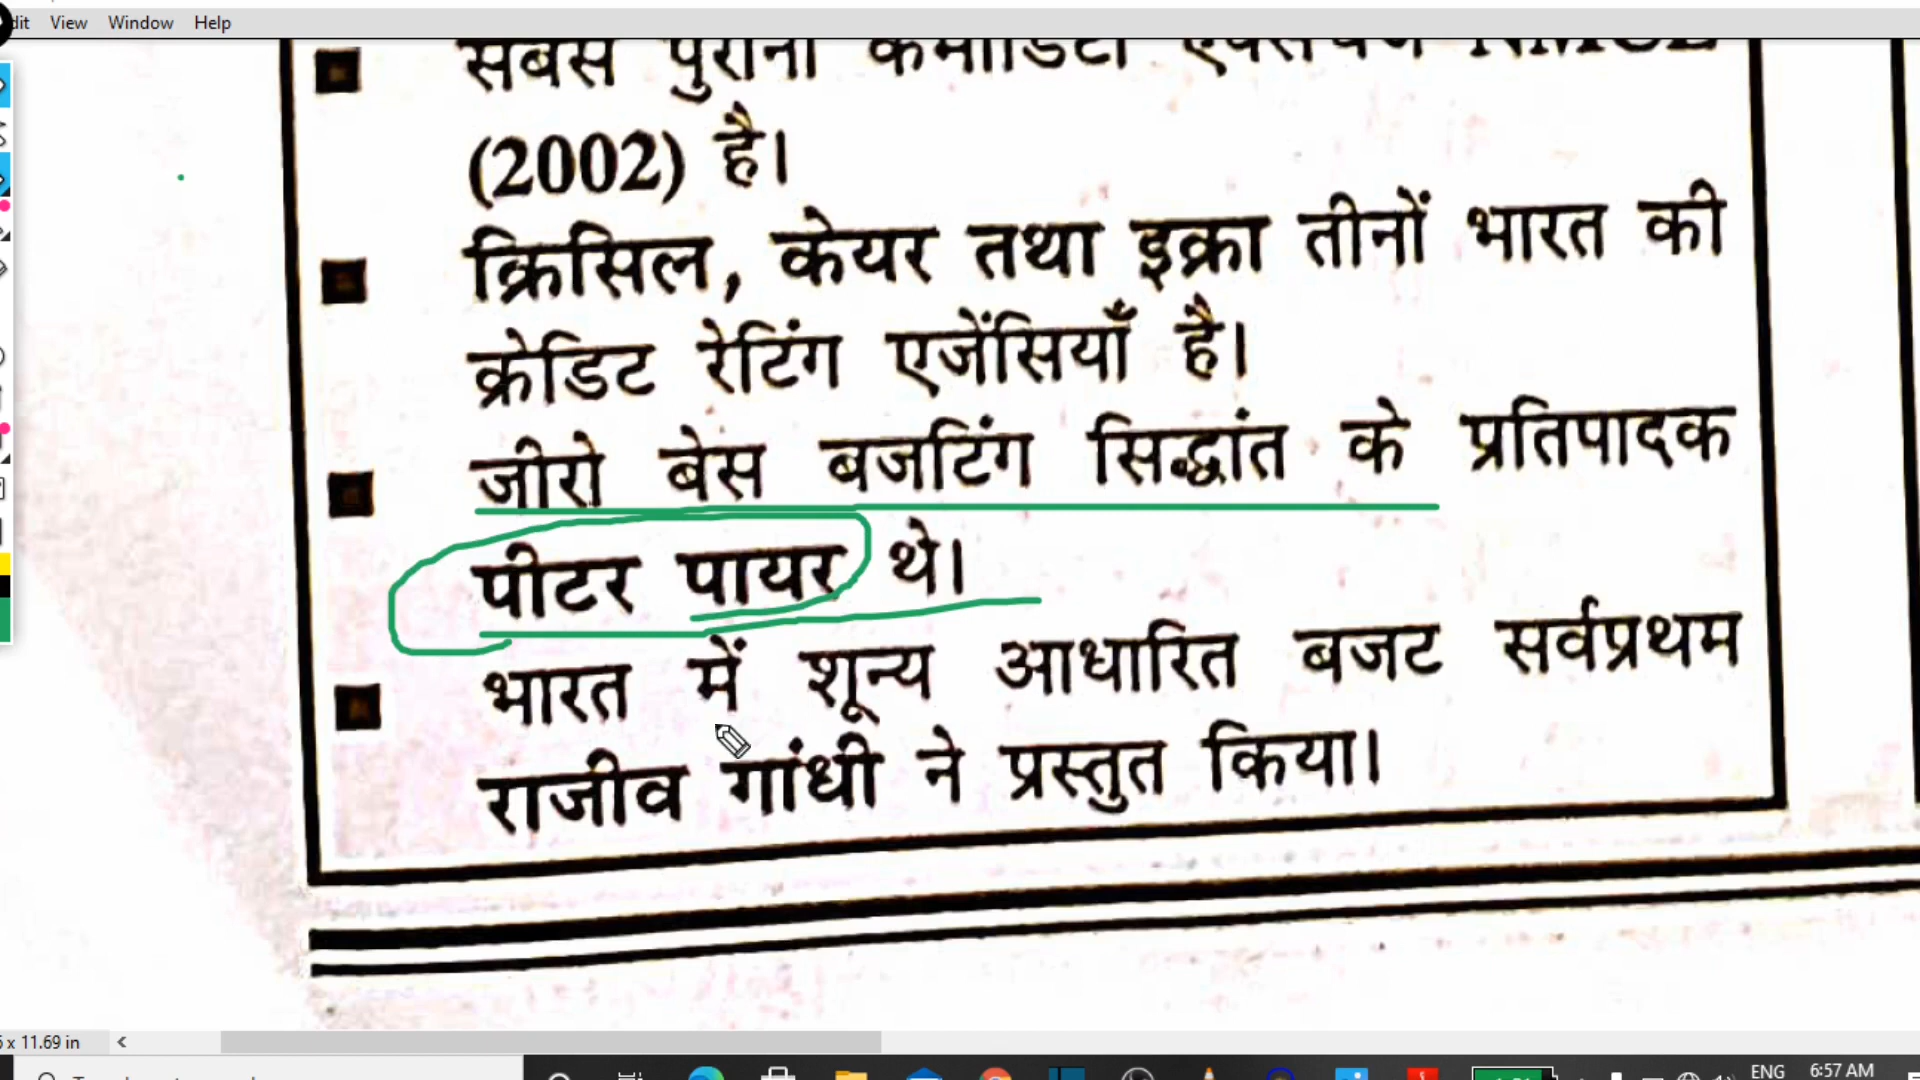 View Window Help
सबसे पुराना कमोडिटी एक्सचेंज NMCE
(2002) है।
क्रिसिल, केयर तथा इक्रा तीनों भारत की
क्रेडिट रेटिंग एजेंसियाँ है।
जीरो बेस बजटिंग सिद्धांत के प्रतिपादक
पीटर पायर थे।
भारत में शून्य आधारित बजट सर्वप्रथम
राजीव गांधी ने प्रस्तुत किया।
x 11.69 in
ENG 6:57 AM